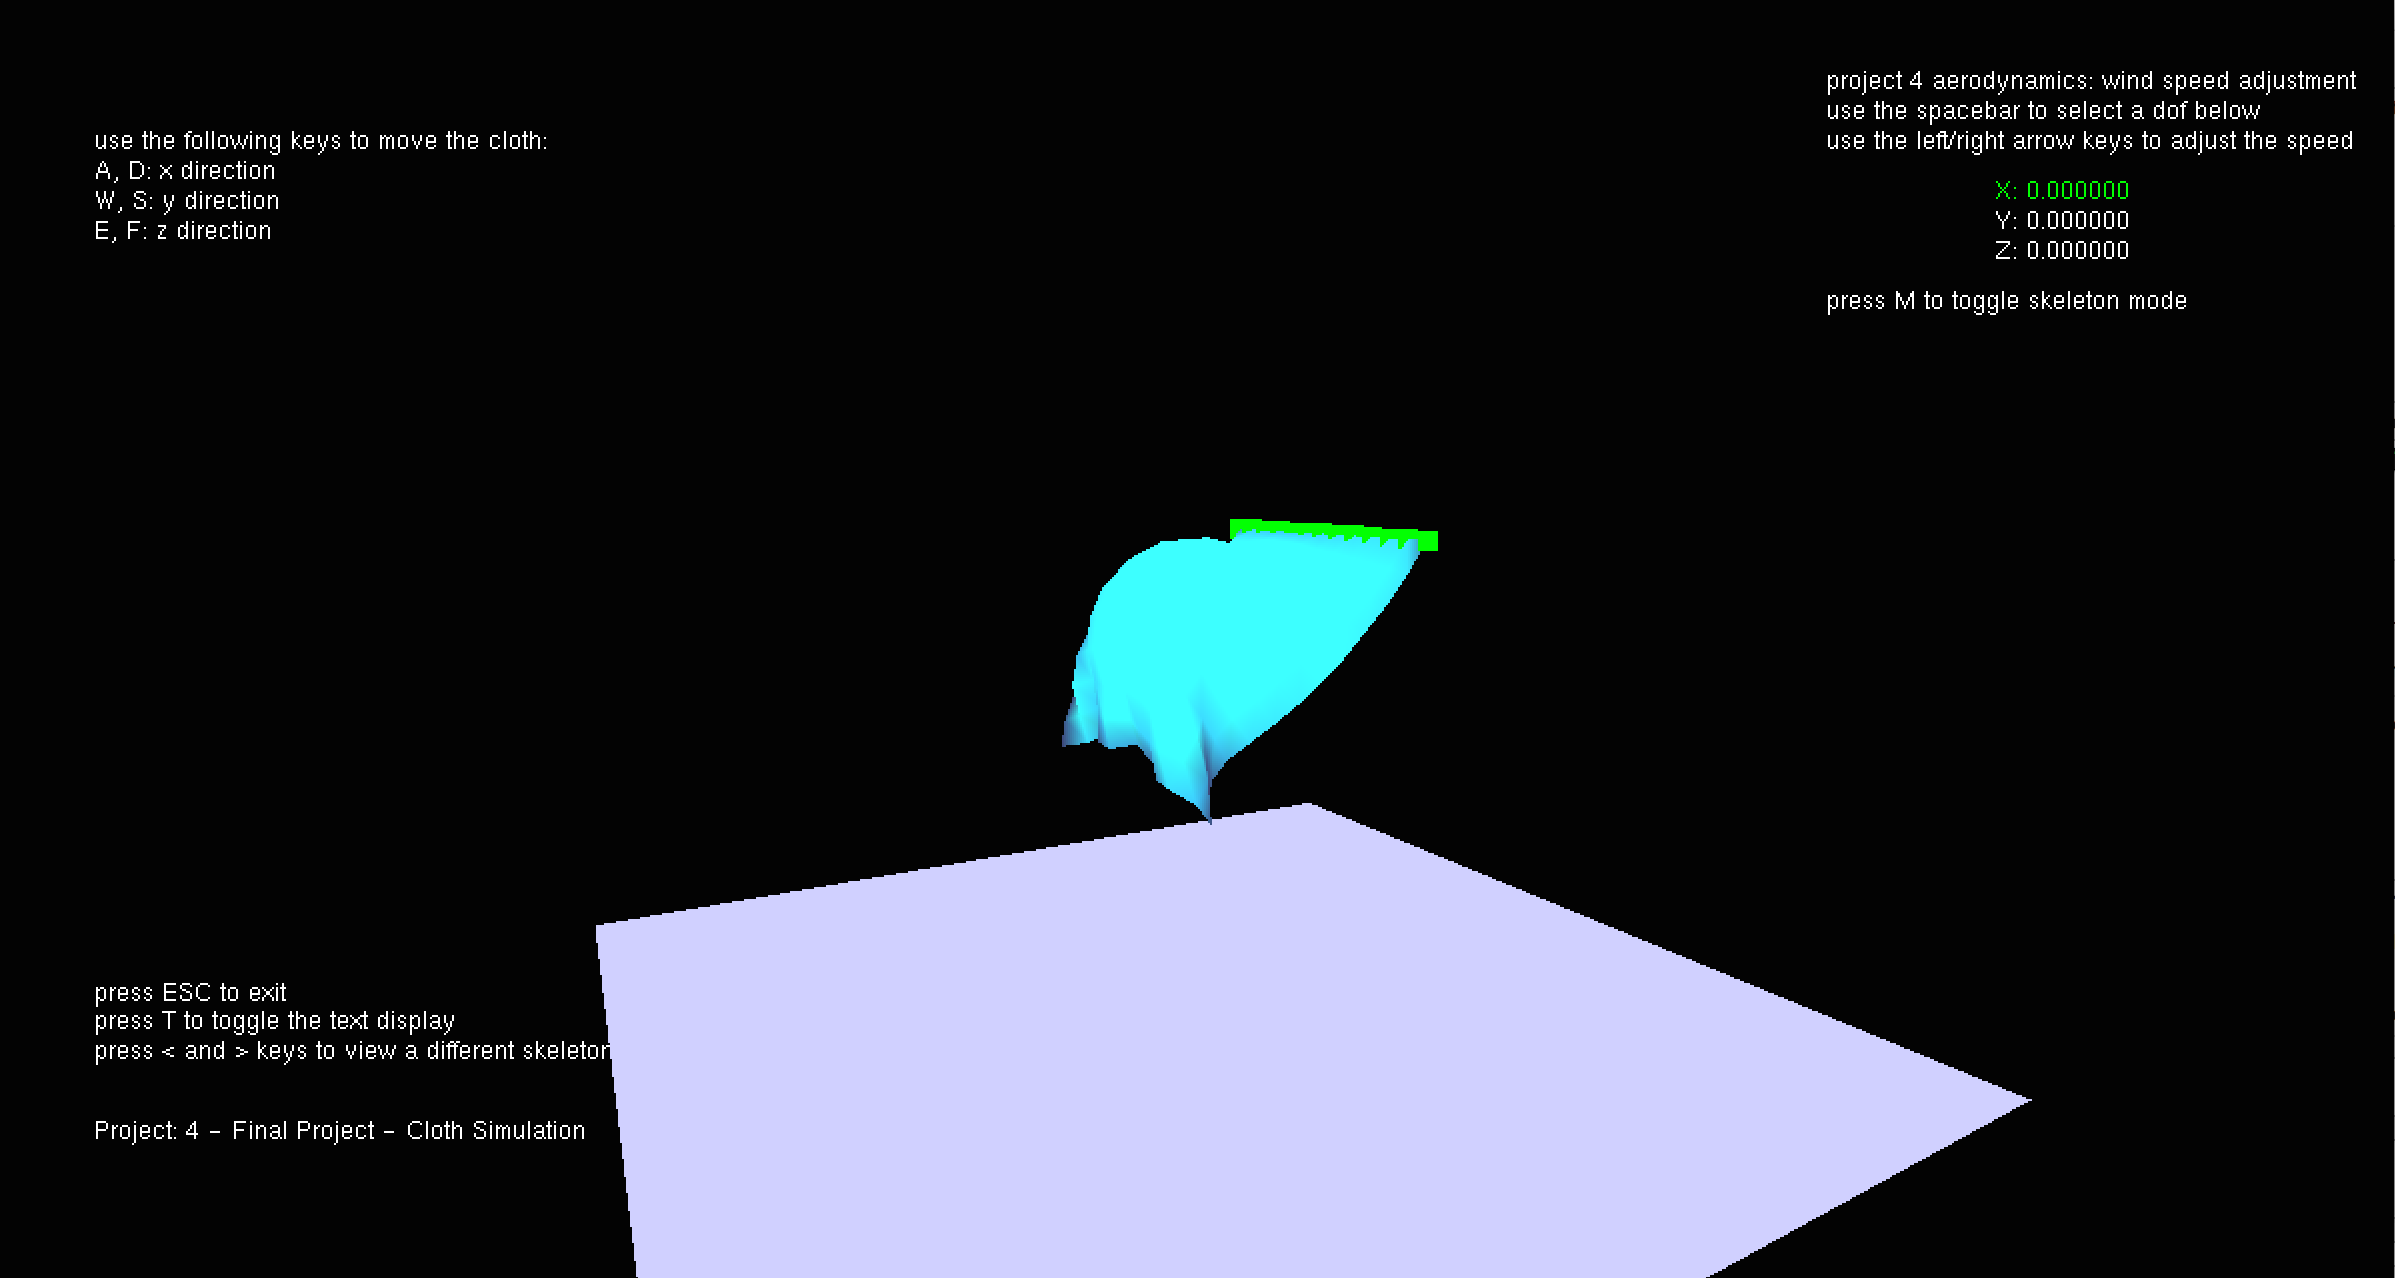 use the following keys to move the cloth:
A, D: x direction
W, S: y direction
E, F: z direction
project 4 aerodynamics: wind speed adjustment
use the spacebar to select a dof below
use the left/right arrow keys to adjust the speed
X: 0.000000
Y: 0.000000
Z: 0.000000
press M to toggle skeleton mode
press ESC to exit
press T to toggle the text display
press < and > keys to view a different skeleton
Project: 4 – Final Project – Cloth Simulation